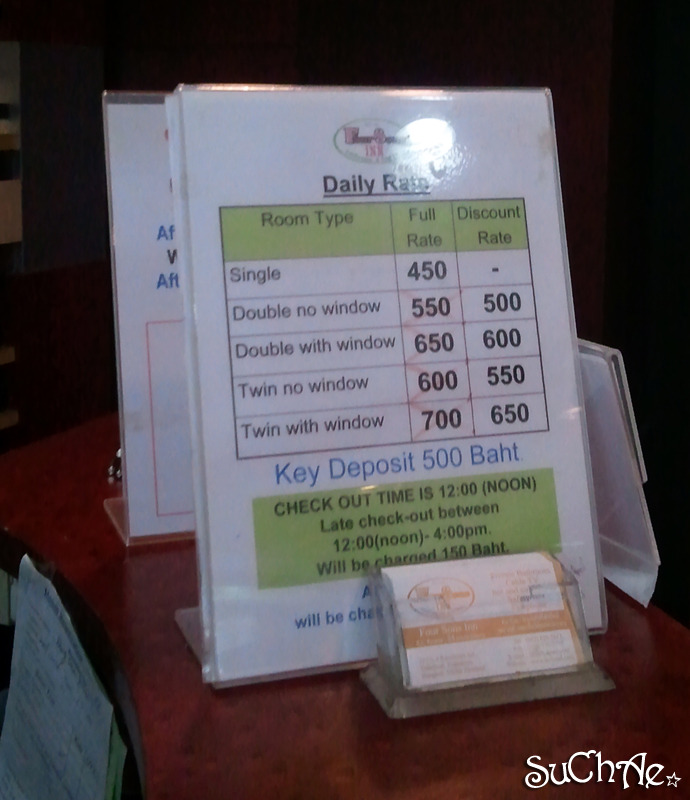 INN
Daily Rate
Room Type Full Rate Discount Rate
Single 450 -
Double no window 550 500
Double with window 650 600
Twin no window 600 550
Twin with window 700 650
Key Deposit 500 Baht
CHECK OUT TIME IS 12:00 (NOON)
Late check-out between
12:00(noon)- 4:00pm.
Will be charged 150 Baht.
will be
Af
W
Aft
SuChAe